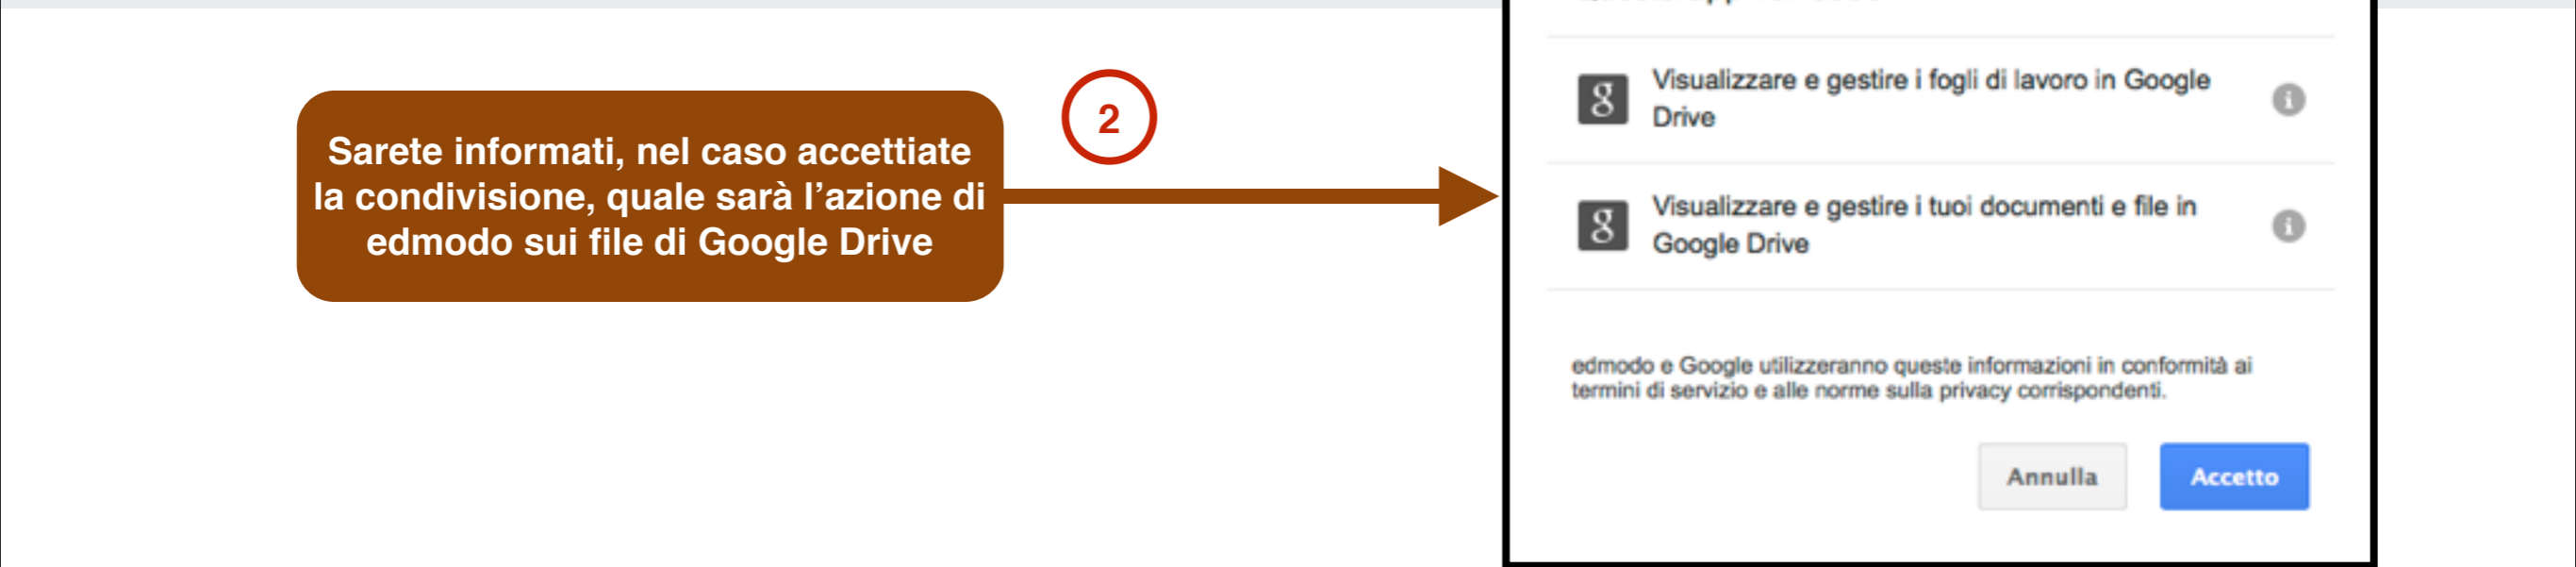 Sarete informati, nel caso accettiate
la condivisione, quale sarà l’azione di
edmodo sui file di Google Drive
2
Visualizzare e gestire i fogli di lavoro in Google
Drive
Visualizzare e gestire i tuoi documenti e file in
Google Drive
edmodo e Google utilizzeranno queste informazioni in conformità ai
termini di servizio e alle norme sulla privacy corrispondenti.
Annulla
Accetto